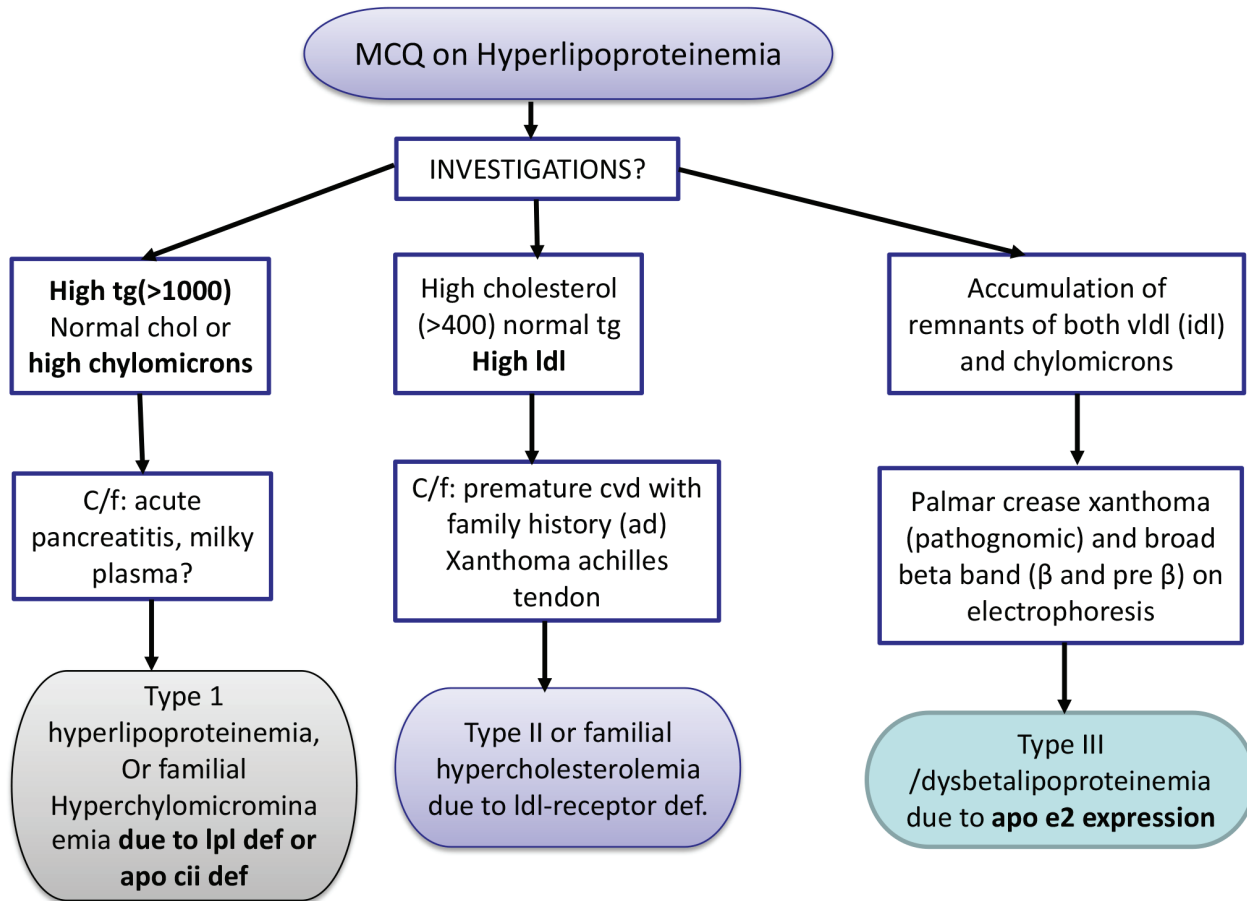 MCQ on Hyperlipoproteinemia
INVESTIGATIONS?
High tg(>1000)
Normal chol or
high chylomicrons
High cholesterol
(>400) normal tg
High ldl
Accumulation of
remnants of both vldl (idl)
and chylomicrons
C/f: acute
pancreatitis, milky
plasma?
C/f: premature cvd with
family history (ad)
Xanthoma achilles
tendon
Palmar crease xanthoma
(pathognomic) and broad
beta band (β and pre β) on
electrophoresis
Type 1
hyperlipoproteinemia,
Or familial
Hyperchylomicromina
emia due to lpl def or
apo cii def
Type II or familial
hypercholesterolemia
due to ldl-receptor def.
Type III
/dysbetalipoproteinemia
due to apo e2 expression